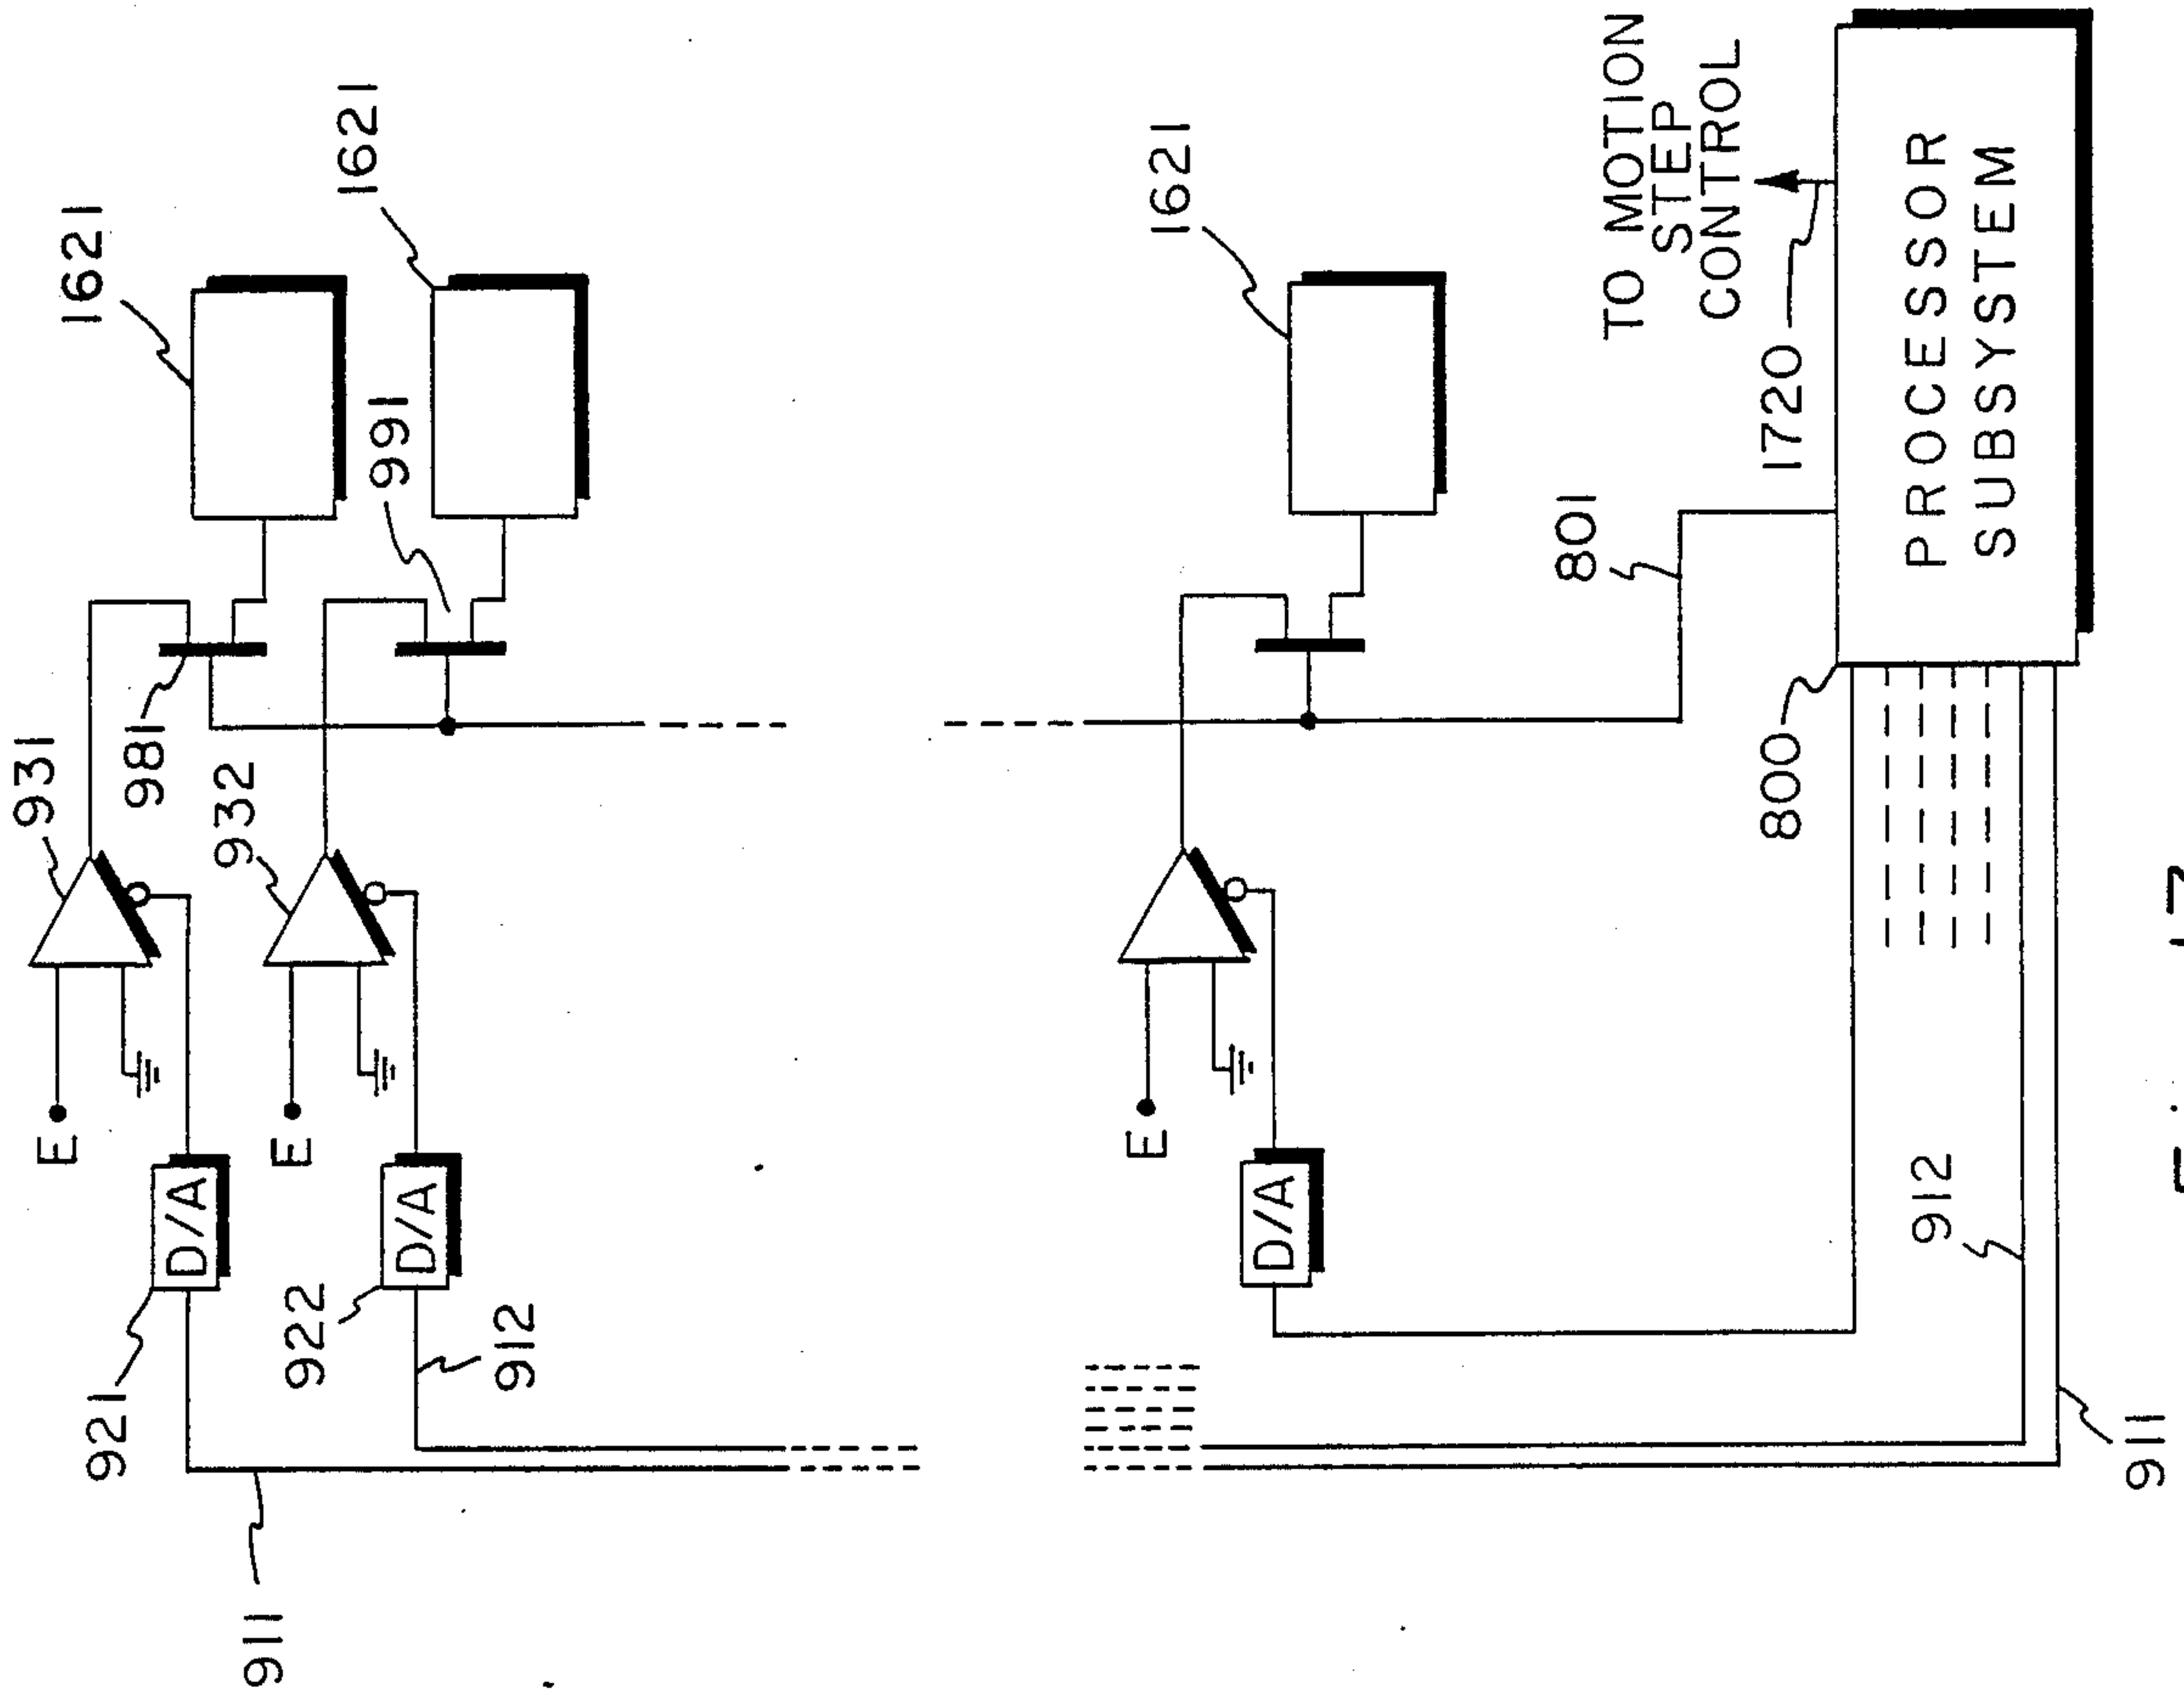 931
E
1621
921
981
D/A
932
911
E
922
1621
991
D/A
912
E
1621
D/A
801
TO MOTION
STEP
CONTROL
800
1720
912
PROCESSOR
SUBSYSTEM
911